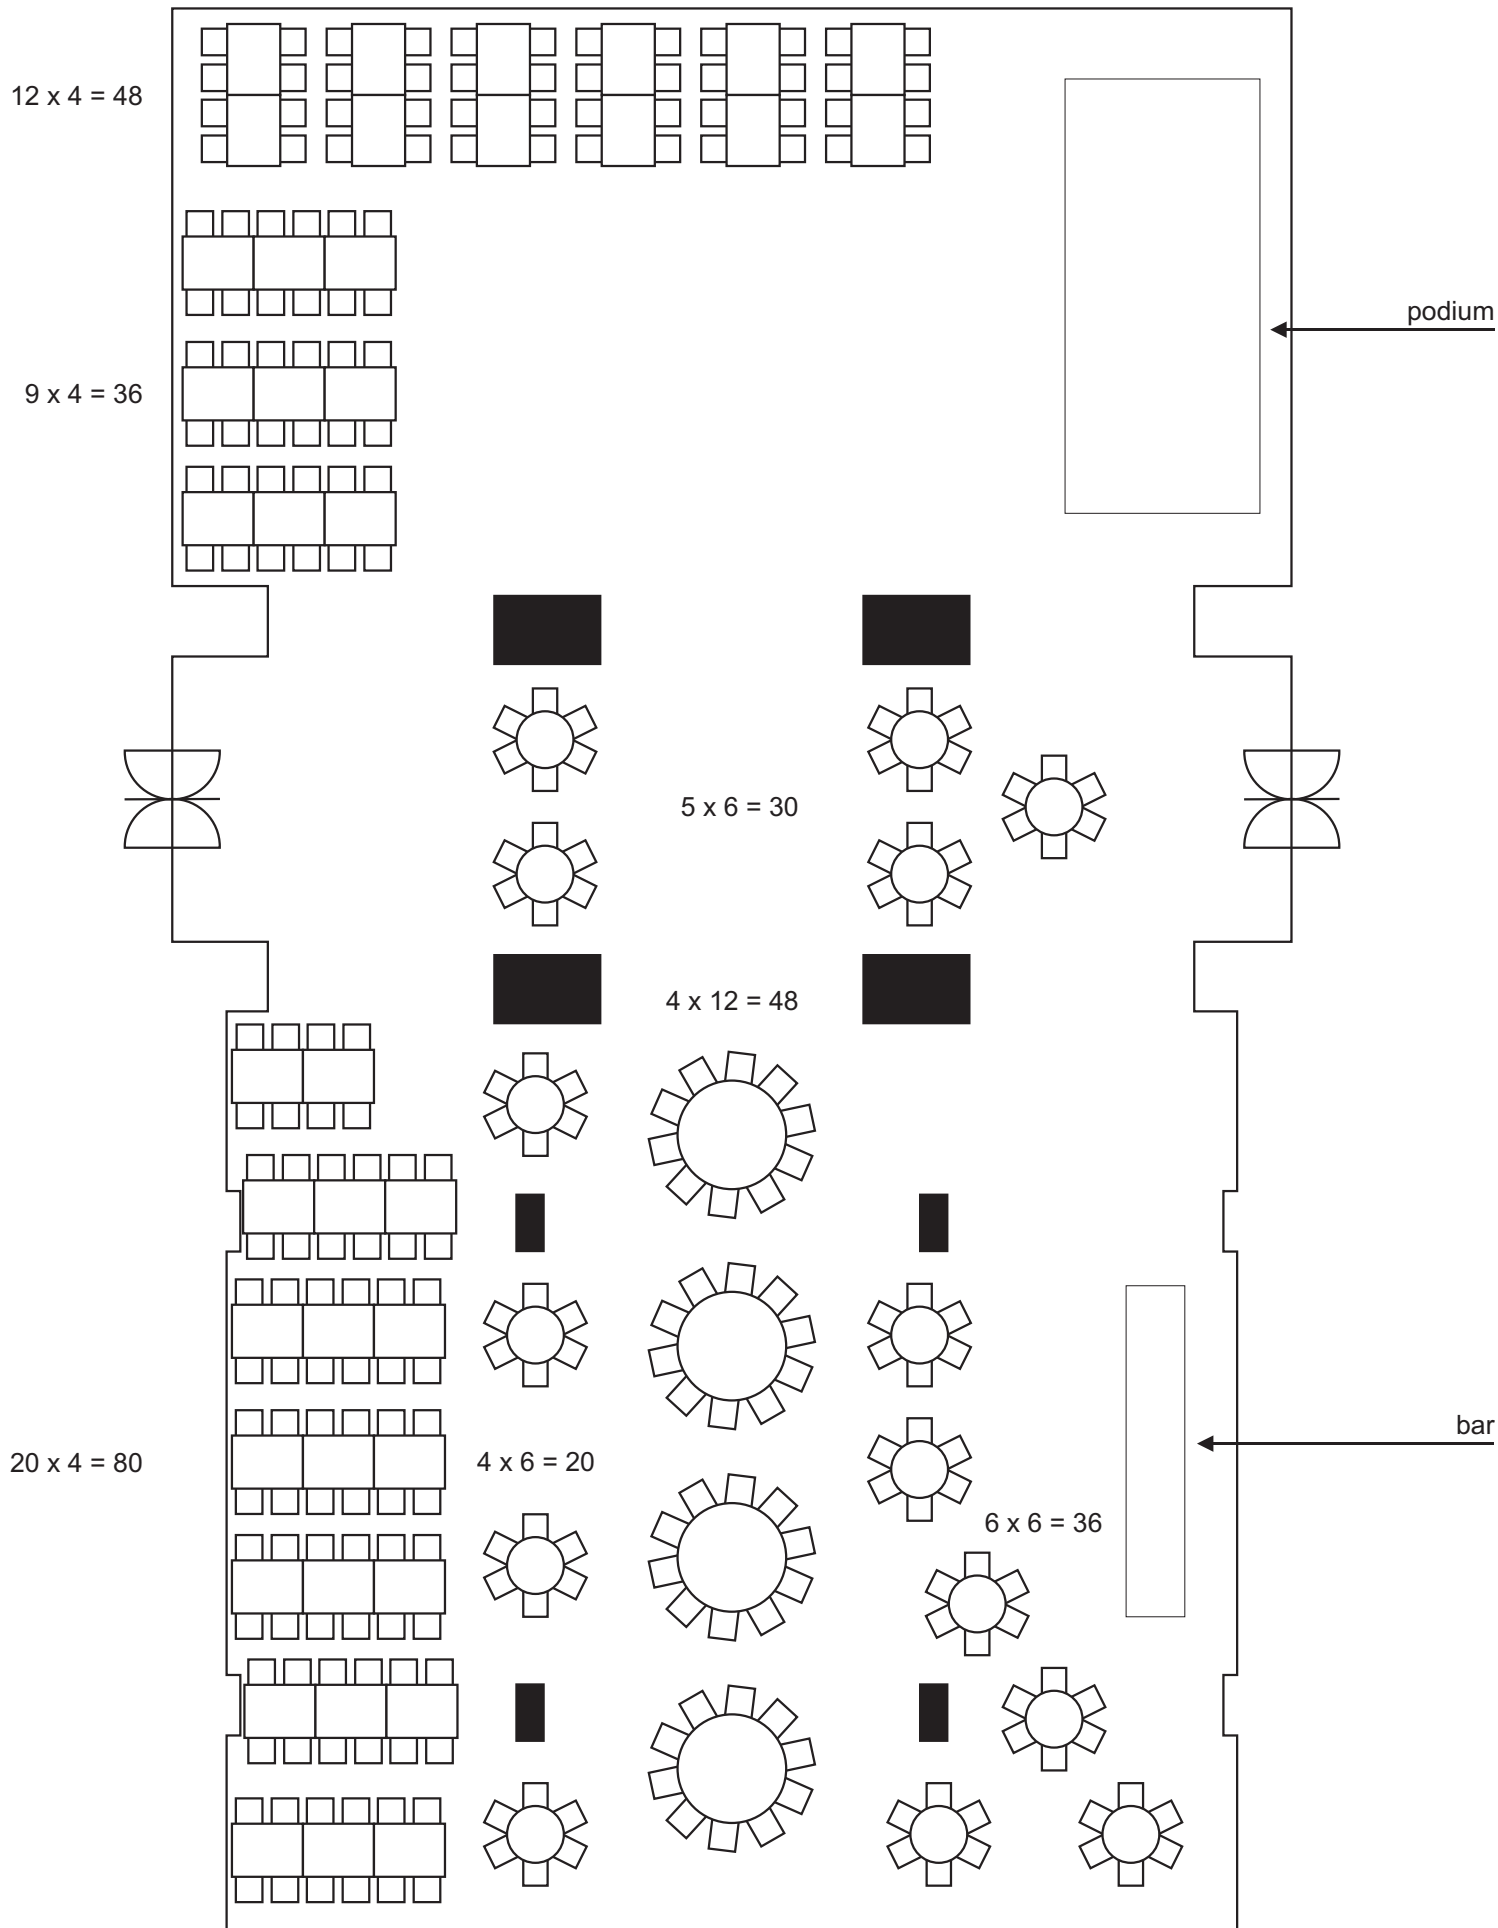 12 x 4 = 48
podium
9 x 4 = 36
5 x 6 = 30
4 x 12 = 48
bar
20 x 4 = 80
4 x 6 = 20
6 x 6 = 36